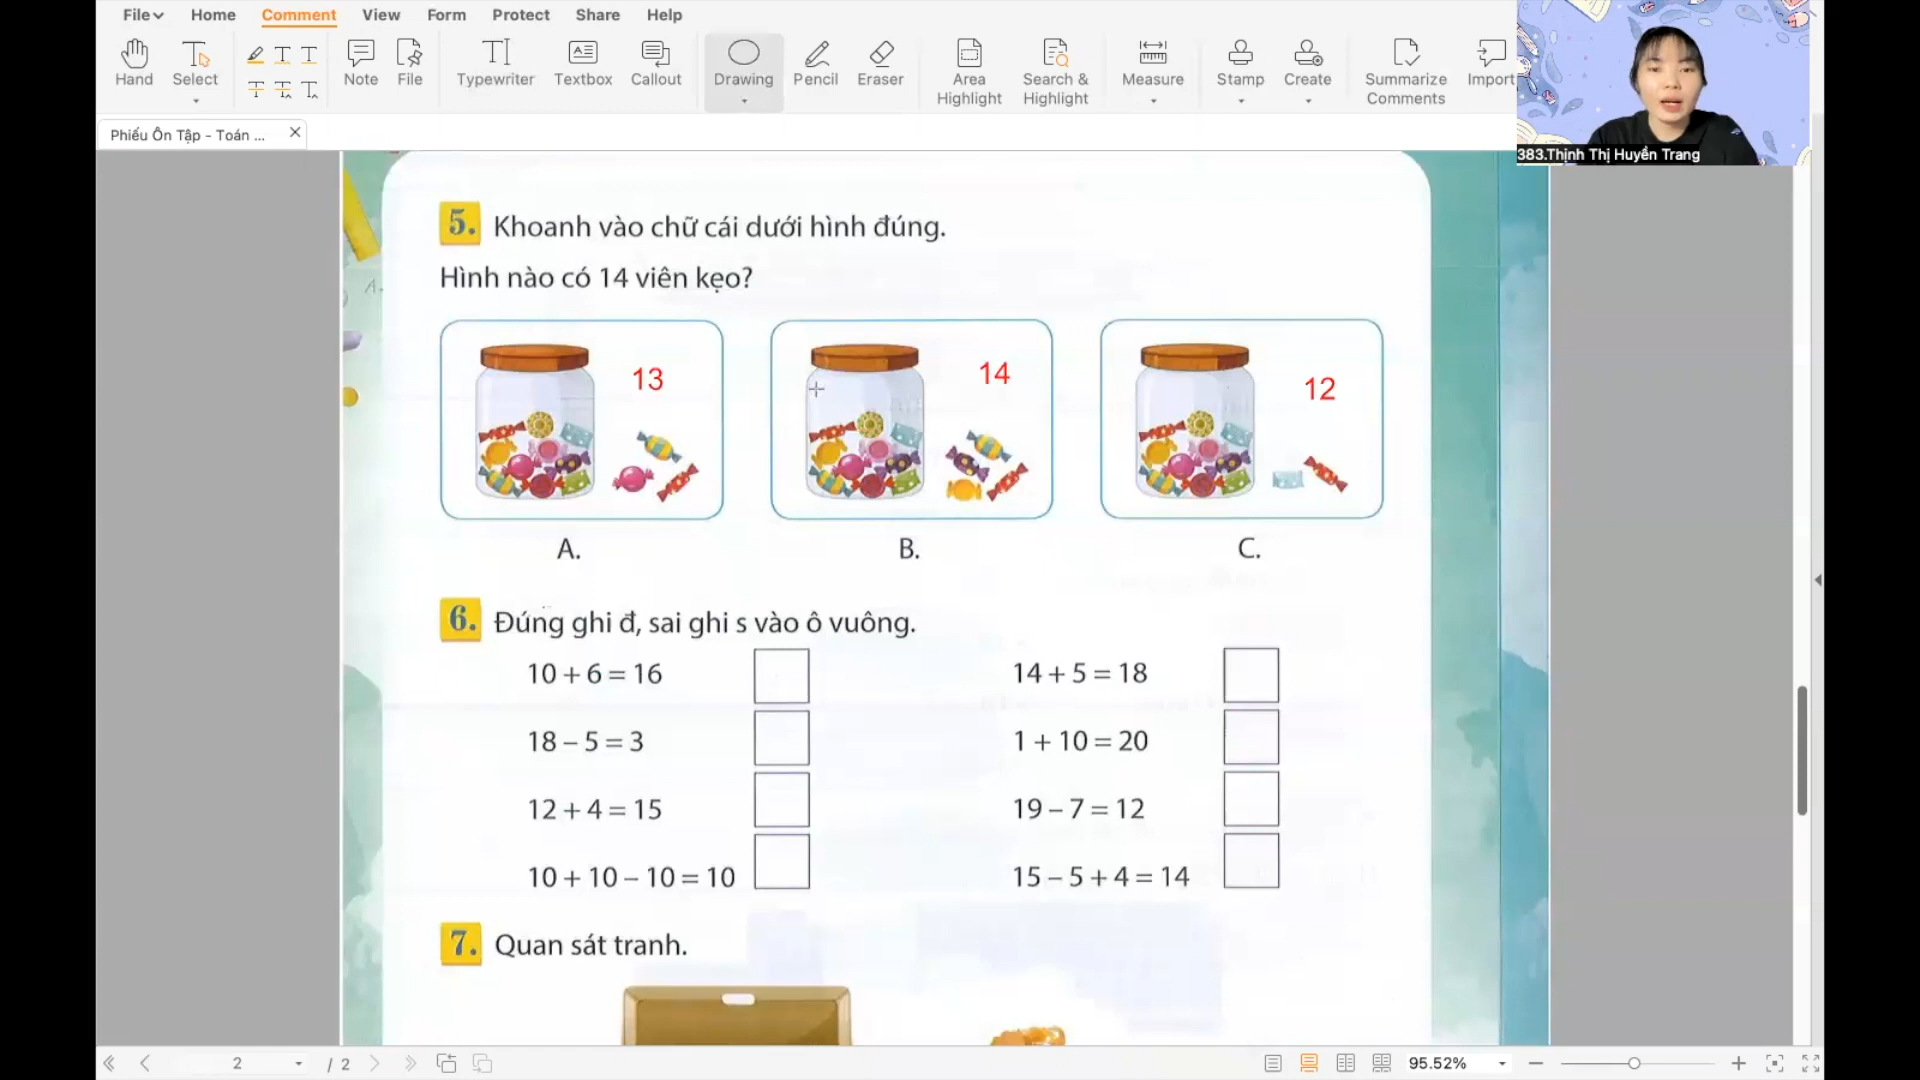 File Home Comment View Form Protect Share Help
Hand Select Note File Typewriter Textbox Callout Drawing Pencil Eraser Area Highlight Search & Highlight Measure Stamp Create Summarize Comments Import
383.Thịnh Thị Huyền Trang
Phiếu Ôn Tập - Toán ...
5. Khoanh vào chữ cái dưới hình đúng.
Hình nào có 14 viên kẹo?
13 14 12
A. B. C.
6. Đúng ghi đ, sai ghi s vào ô vuông.
10 + 6 = 16 14 + 5 = 18
18 – 5 = 3 1 + 10 = 20
12 + 4 = 15 19 – 7 = 12
10 + 10 – 10 = 10 15 – 5 + 4 = 14
7. Quan sát tranh.
2 / 2 95.52%